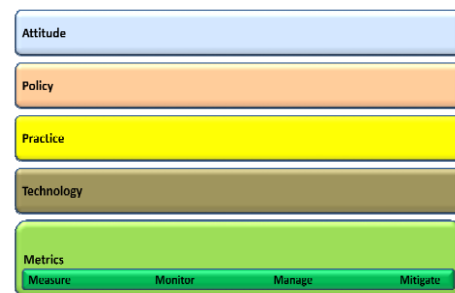 Attitude
Policy
Practice
Technology
Metrics
Measure Monitor Manage Mitigate